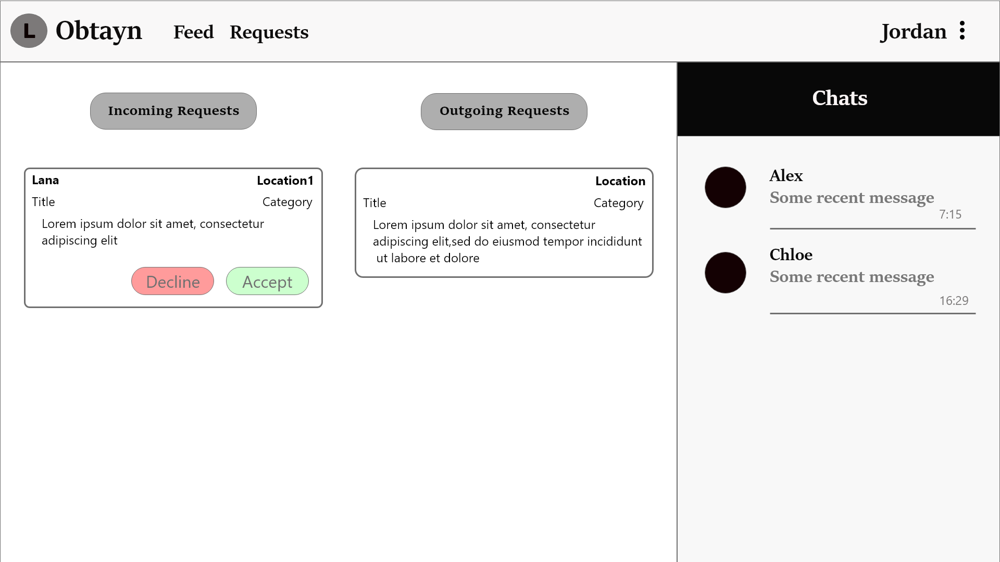 L
Obtayn
Feed
Requests
Jordan
Incoming Requests
Lana
Location1
Title
Category
Lorem ipsum dolor sit amet, consectetur
adipiscing elit
Decline
Accept
Outgoing Requests
Location
Title
Category
Lorem ipsum dolor sit amet, consectetur
adipiscing elit,sed do eiusmod tempor incididunt
ut labore et dolore
Chats
Alex
Some recent message
7:15
Chloe
Some recent message
16:29